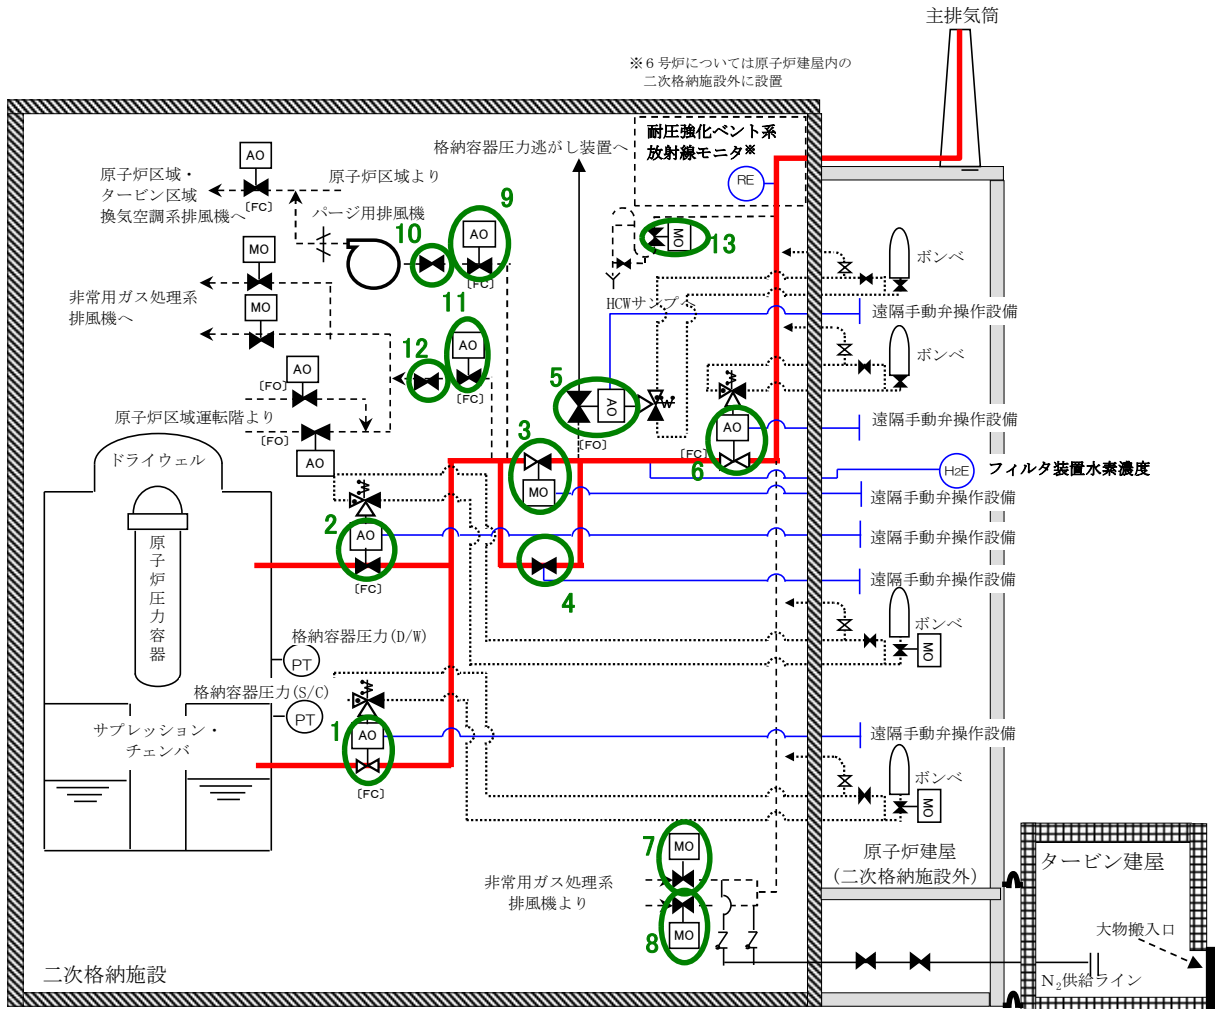 主排気筒
※6号炉については原子炉建屋内の
二次格納施設外に設置
耐圧強化ベント系
放射線モニタ※
RE
格納容器圧力逃がし装置へ
AO
[FC]
原子炉区域・
タービン区域
換気空調系排風機へ
原子炉区域より
パージ用排風機
9
AO
[FC]
10
MO
MO
非常用ガス処理系
排風機へ
11
AO
[FC]
12
13
MO
HCWサンプへ
ボンベ
遠隔手動弁操作設備
ボンベ
AO
[FO]
原子炉区域運転階より
[FO]
AO
5
AO
[FO]
3
MO
6
AO
[FC]
遠隔手動弁操作設備
H2E
フィルタ装置水素濃度
遠隔手動弁操作設備
遠隔手動弁操作設備
遠隔手動弁操作設備
ドライウェル
原子炉圧力容器
2
AO
[FC]
4
ボンベ
MO
格納容器圧力(D/W)
PT
格納容器圧力(S/C)
PT
サプレッション・
チェンバ
1
AO
[FC]
遠隔手動弁操作設備
ボンベ
MO
7
MO
非常用ガス処理系
排風機より
8
MO
原子炉建屋
(二次格納施設外)
タービン建屋
大物搬入口
N₂供給ライン
二次格納施設